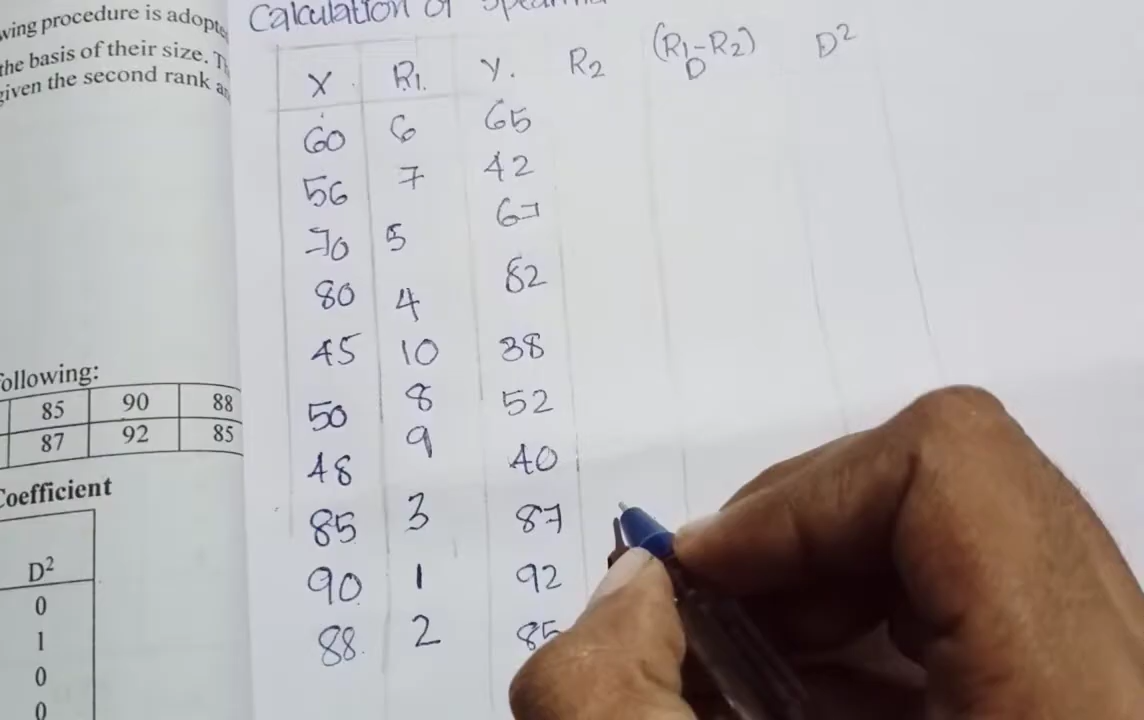 wing procedure is
the basis of their size.
given the second rank
Calculation of
X R1. Y. R2 (R1-R2) D D²
60 6 65
56 7 42
70 5 67
80 4 82
45 10 38
50 8 52
48 9 40
85 3 87
90 1 92
88. 2 85
ollowing:
85 90 88
87 92 85
Coefficient
D²
0
1
0
0